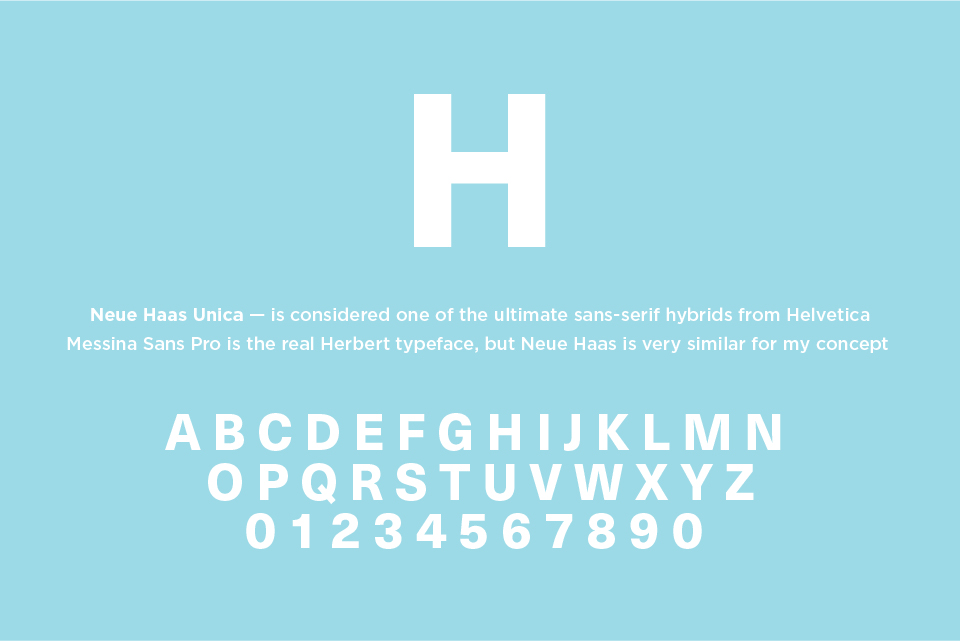 H
Neue Haas Unica — is considered one of the ultimate sans-serif hybrids from Helvetica
Messina Sans Pro is the real Herbert typeface, but Neue Haas is very similar for my concept
A B C D E F G H I J K L M N
O P Q R S T U V W X Y Z
0 1 2 3 4 5 6 7 8 9 0